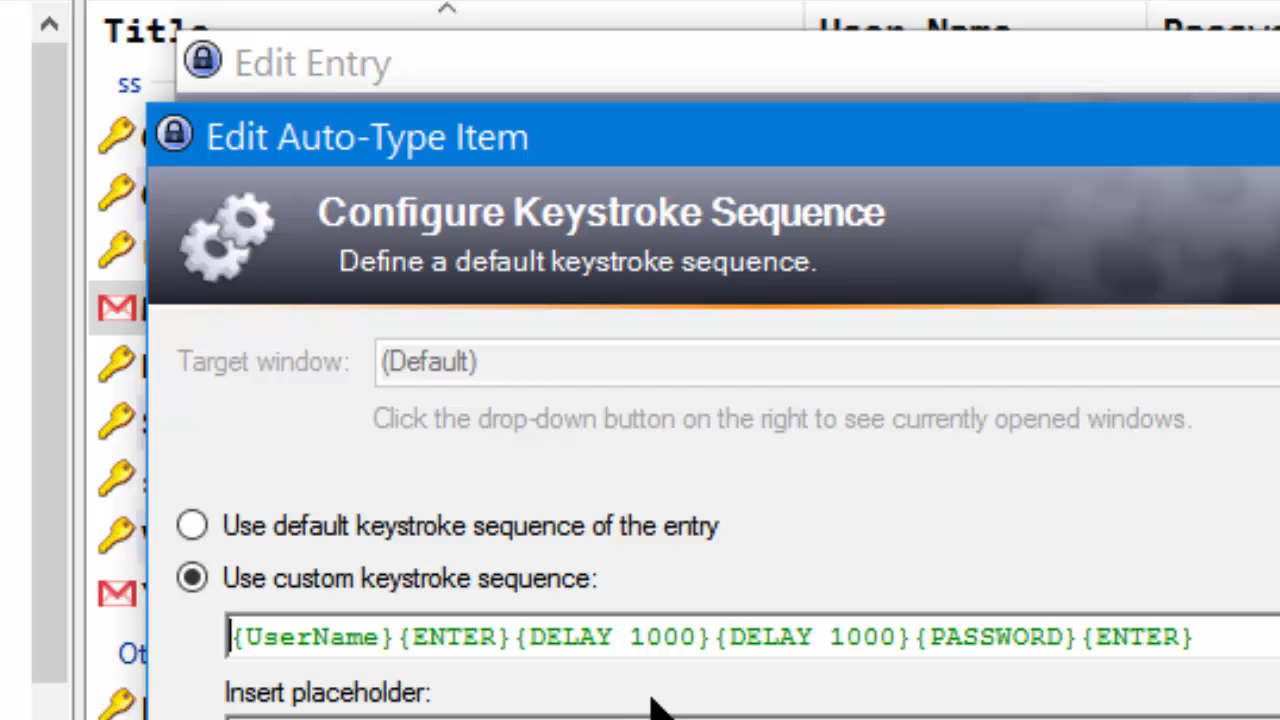 Title
Edit Entry
ss
Edit Auto-Type Item
Configure Keystroke Sequence
Define a default keystroke sequence.
Target window: (Default)
Click the drop-down button on the right to see currently opened windows.
Use default keystroke sequence of the entry
Use custom keystroke sequence:
{UserName}{ENTER}{DELAY 1000}{DELAY 1000}{PASSWORD}{ENTER}
Insert placeholder: